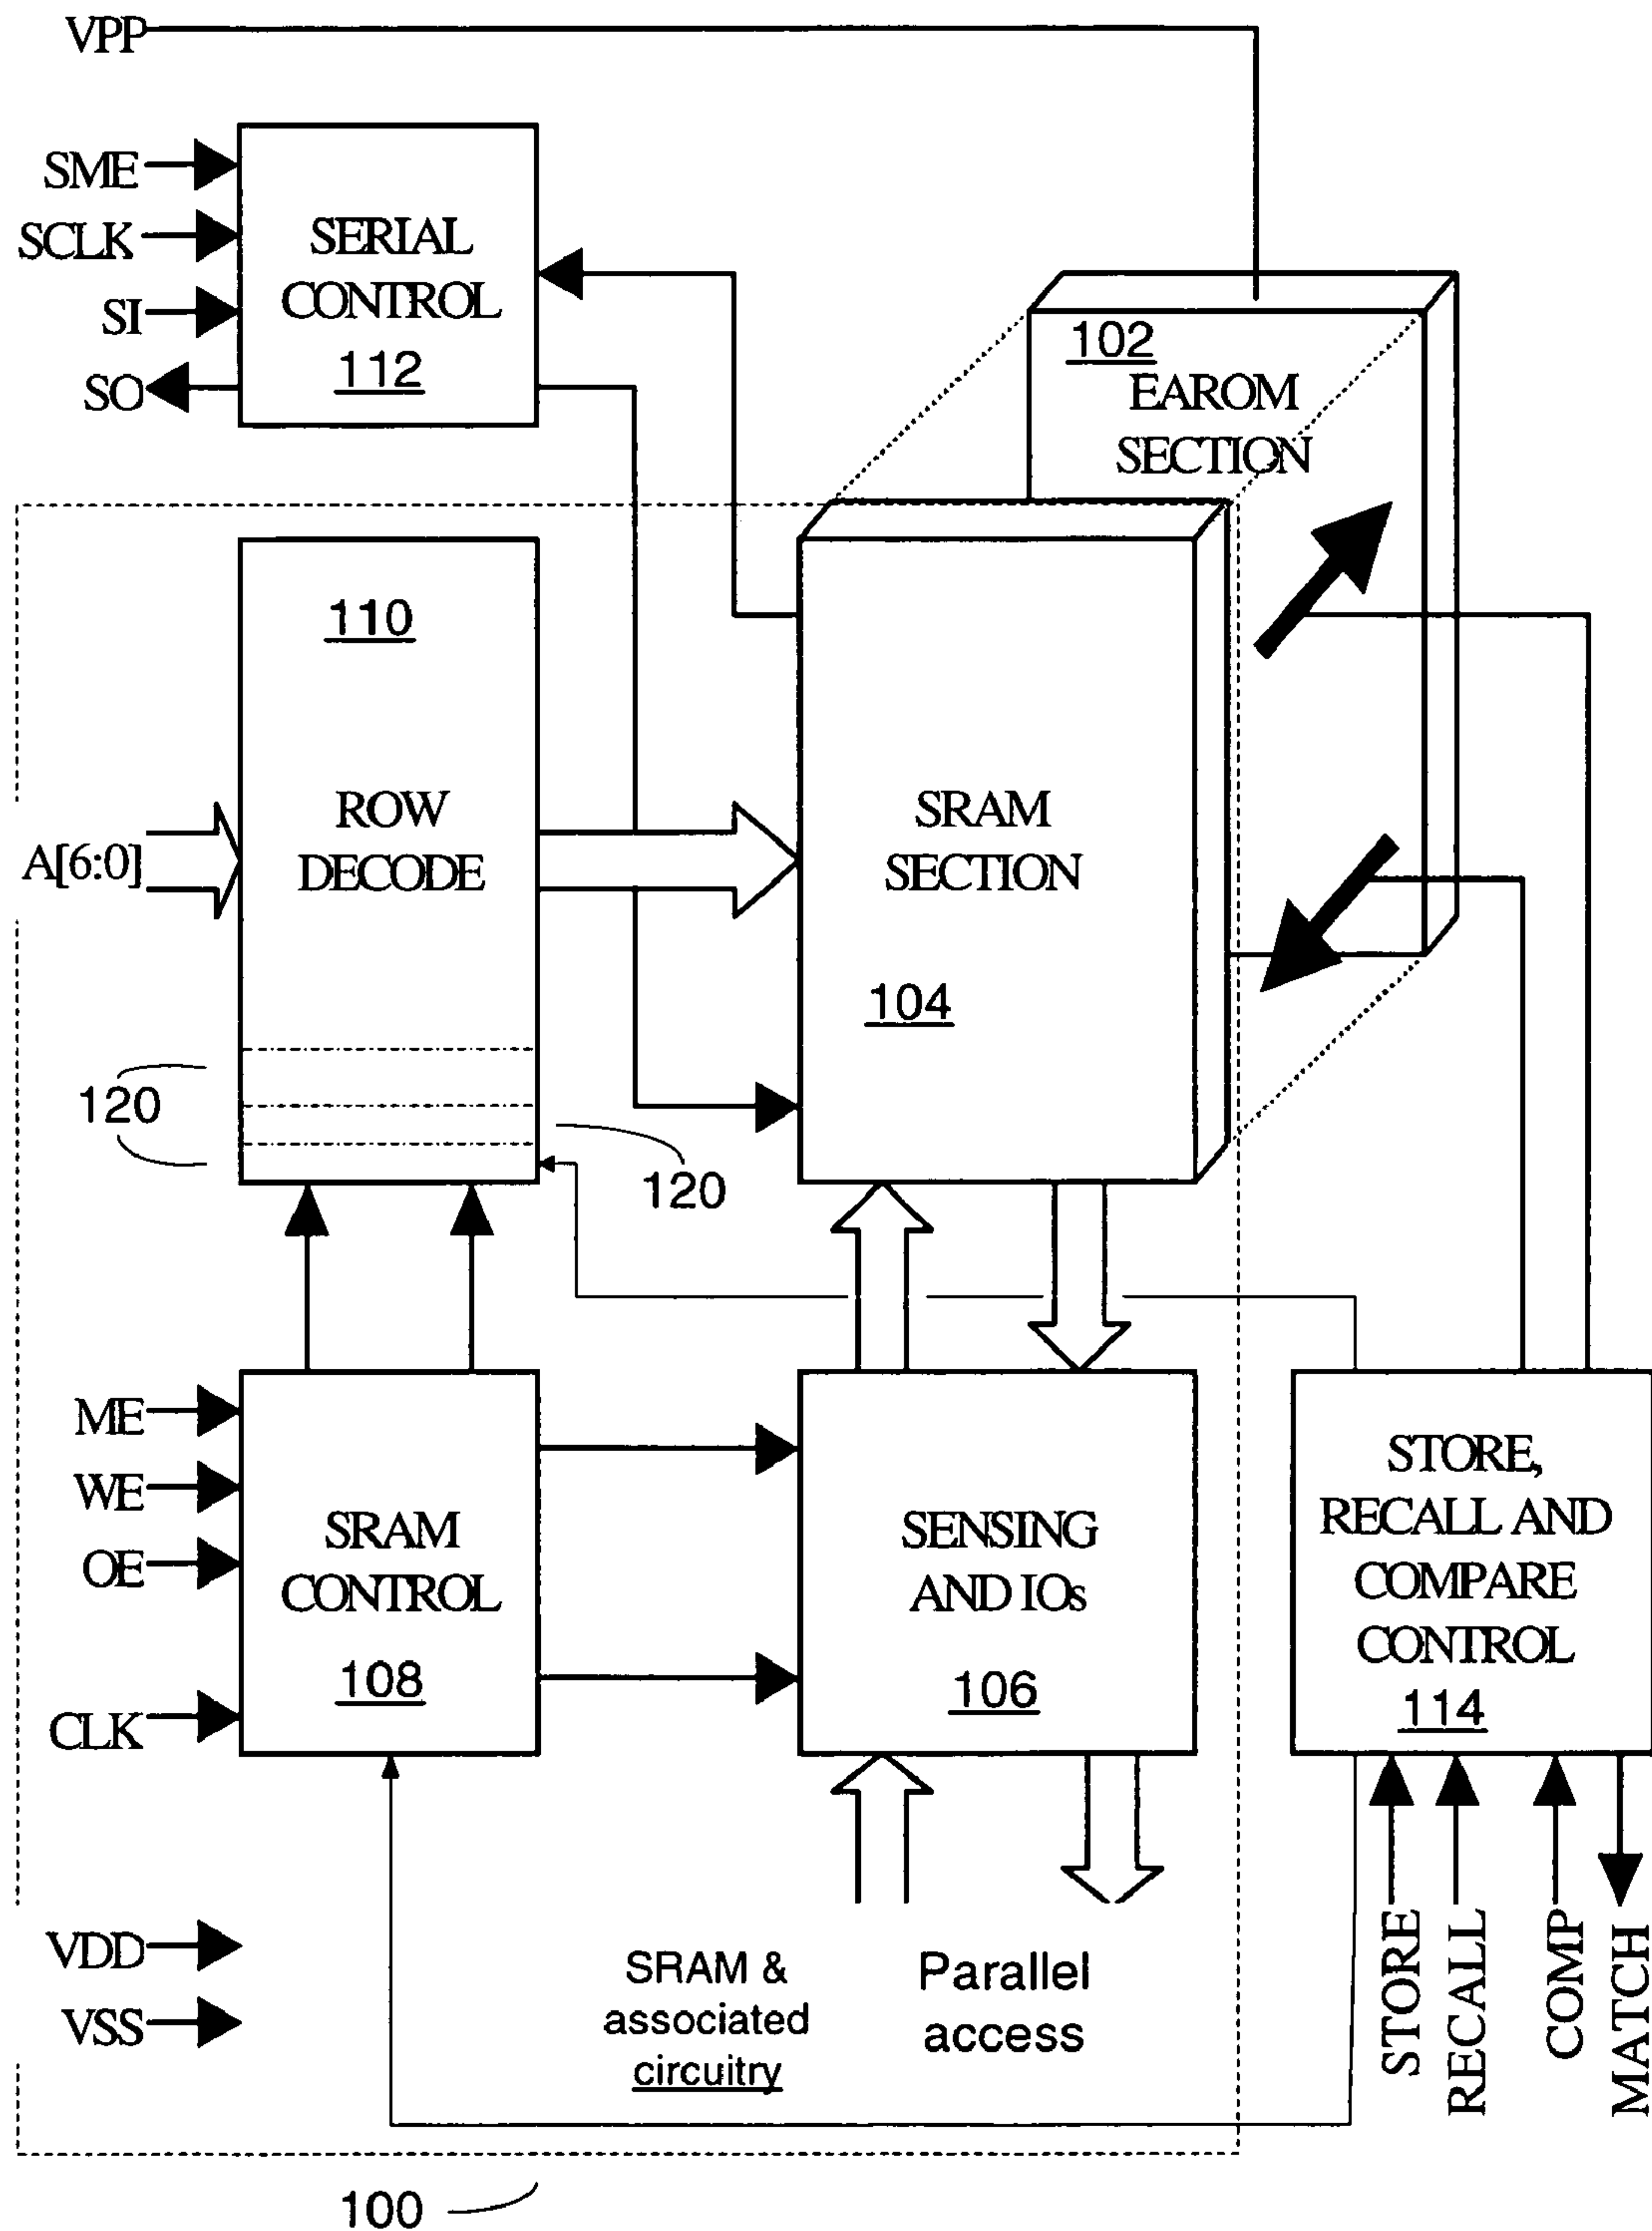 VPP
SME
SCLK
SI
SO
SERIAL
CONTROL
112
102
EAROM
SECTION
110
ROW
DECODE
A[6:0]
SRAM
SECTION
104
120
120
ME
WE
OE
CLK
SRAM
CONTROL
108
SENSING
AND IOs
106
STORE,
RECALL AND
COMPARE
CONTROL
114
STORE
RECALL
COMP
MATCH
VDD
VSS
SRAM &
associated
circuitry
Parallel
access
100